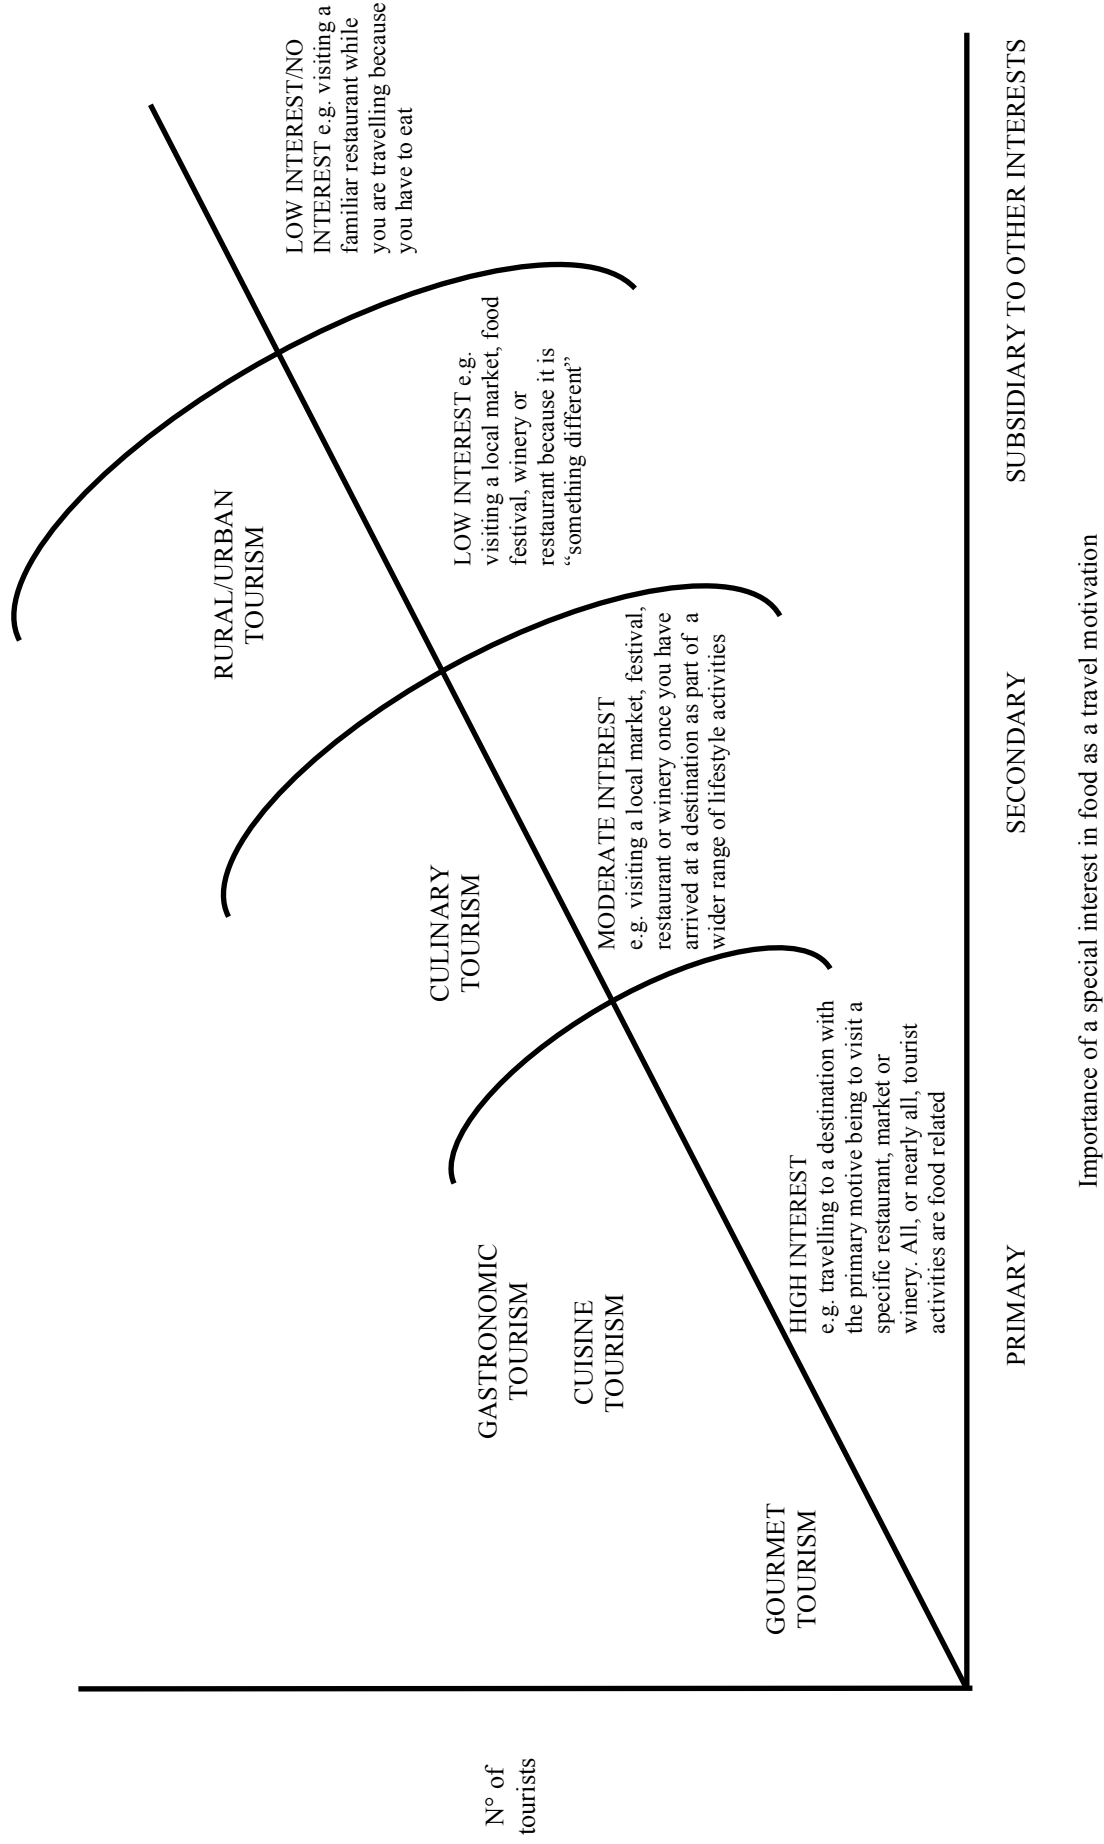 N° of
tourists
GOURMET
TOURISM
GASTRONOMIC
TOURISM
CUISINE
TOURISM
CULINARY
TOURISM
RURAL/URBAN
TOURISM
HIGH INTEREST
e.g. travelling to a destination with
the primary motive being to visit a
specific restaurant, market or
winery. All, or nearly all, tourist
activities are food related
MODERATE INTEREST
e.g. visiting a local market, festival,
restaurant or winery once you have
arrived at a destination as part of a
wider range of lifestyle activities
LOW INTEREST e.g.
visiting a local market, food
festival, winery or
restaurant because it is
“something different”
LOW INTEREST/NO
INTEREST e.g. visiting a
familiar restaurant while
you are travelling because
you have to eat
PRIMARY
SECONDARY
SUBSIDIARY TO OTHER INTERESTS
Importance of a special interest in food as a travel motivation